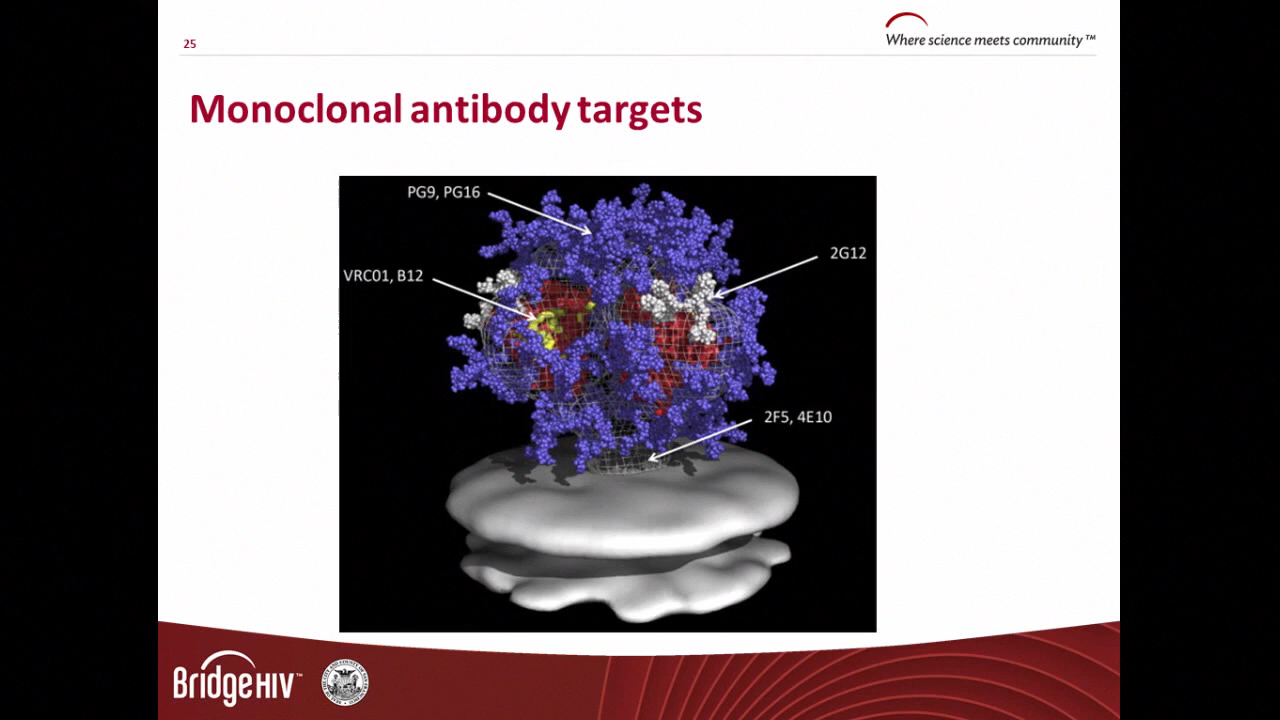 25
Where science meets community™
Monoclonal antibody targets
PG9, PG16
2G12
VRC01, B12
2F5, 4E10
BridgeHIV™